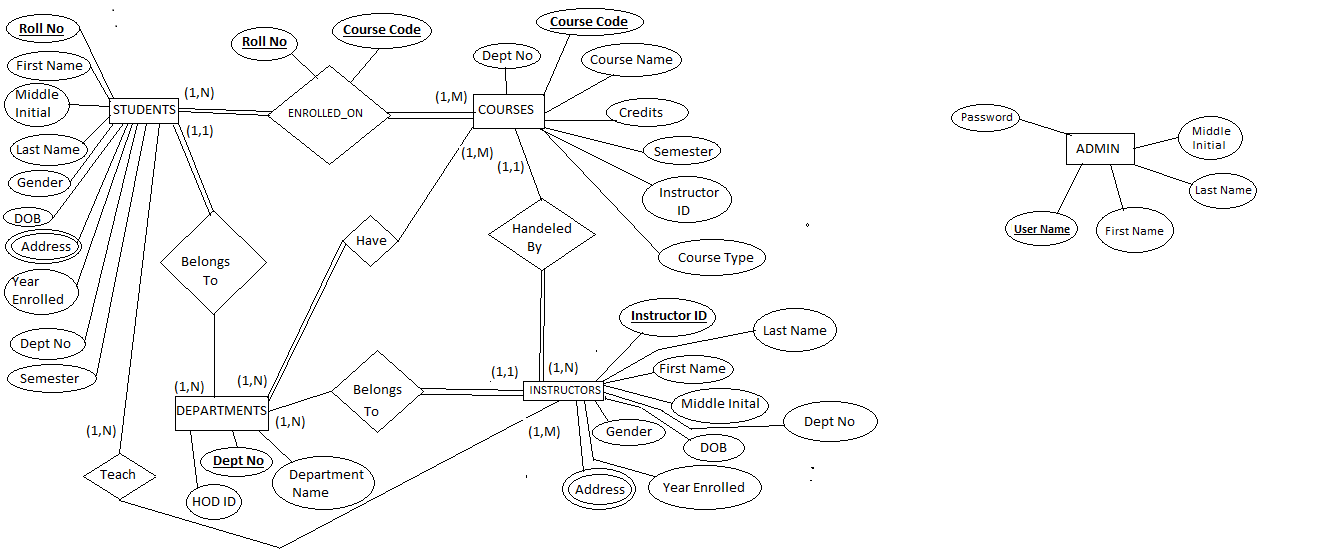 Roll No
First Name
Middle
Initial
Last Name
Gender
DOB
Address
Year
Enrolled
Dept No
Semester
STUDENTS
(1,N)
(1,1)
Roll No
Course Code
ENROLLED_ON
(1,M)
COURSES
Dept No
Course Code
Course Name
Credits
Semester
Instructor
ID
Course Type
(1,M)
(1,1)
Have
Handeled
By
Belongs
To
(1,N)
(1,N)
DEPARTMENTS
(1,N)
Dept No
HOD ID
Department
Name
Belongs
To
(1,1)
(1,N)
INSTRUCTORS
(1,M)
Instructor ID
Last Name
First Name
Middle Inital
Dept No
DOB
Gender
Year Enrolled
Address
(1,N)
Teach
Password
ADMIN
Middle
Initial
Last Name
First Name
User Name